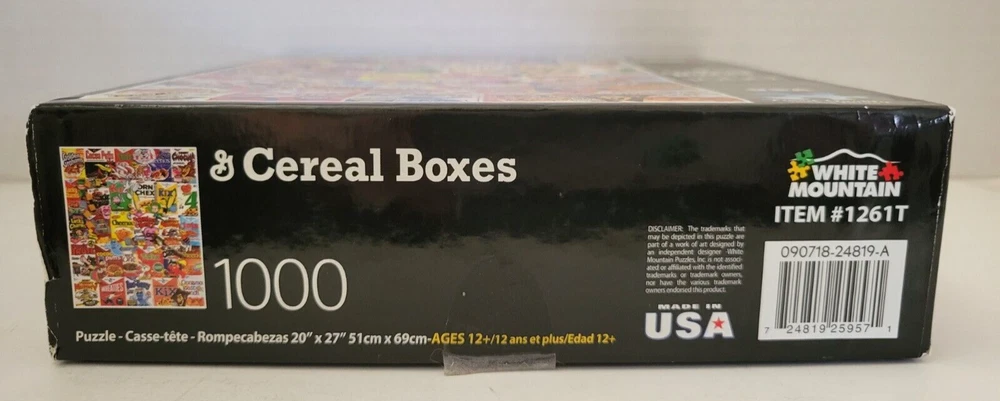 & Cereal Boxes
1000
Puzzle - Casse-tête - Rompecabezas 20" x 27" 51cm x 69cm-AGES 12+/12 ans et plus/Edad 12+
DISCLAIMER: The trademarks that
may be depicted in this puzzle are
part of a work of art designed by
an independent designer White
Mountain Puzzles, Inc. is not associ-
ated or affiliated with the identified
trademarks or trademark owners,
nor have the various trademark
owners endorsed this product.
MADE IN
USA
WHITE
MOUNTAIN
ITEM #1261T
090718-24819-A
7 24819 25957 1
CORN
CHEX
KiX